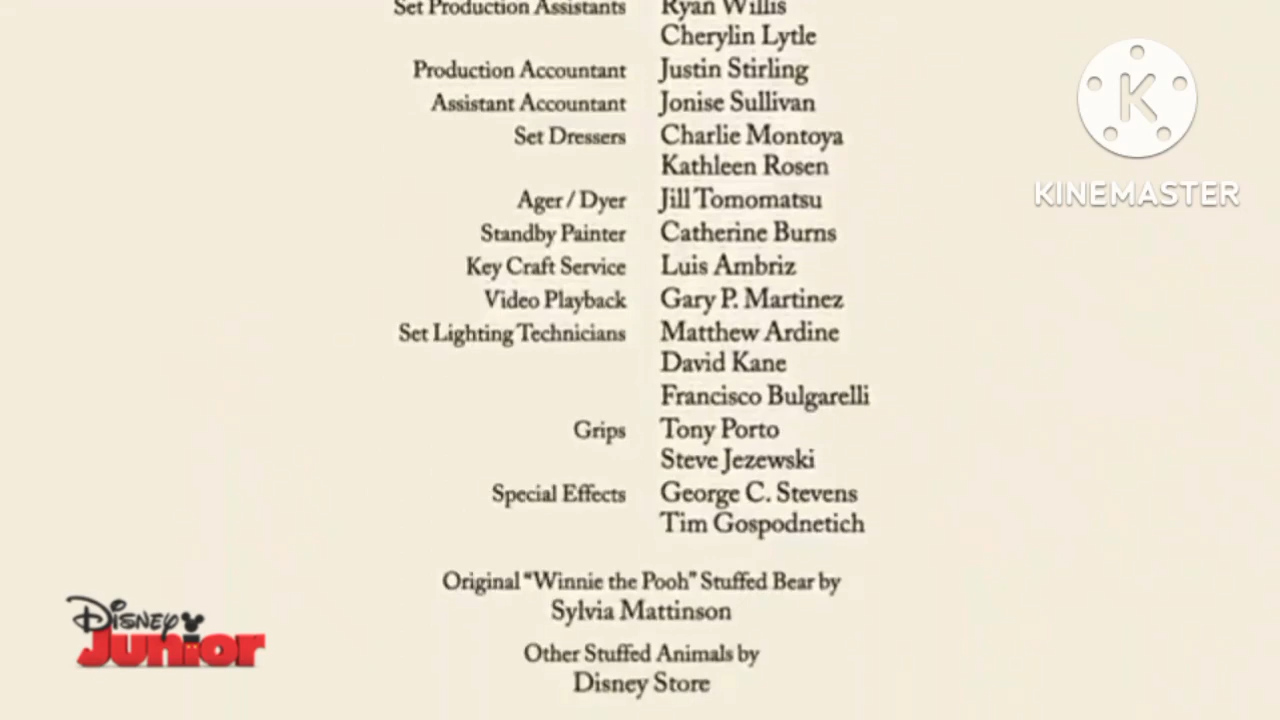 Set Production Assistants Ryan Willis
Cherylin Lytle
Production Accountant Justin Stirling
Assistant Accountant Jonise Sullivan
Set Dressers Charlie Montoya
Kathleen Rosen
Ager / Dyer Jill Tomomatsu
Standby Painter Catherine Burns
Key Craft Service Luis Ambriz
Video Playback Gary P. Martinez
Set Lighting Technicians Matthew Ardine
David Kane
Francisco Bulgarelli
Grips Tony Porto
Steve Jezewski
Special Effects George C. Stevens
Tim Gospodnetich
Original “Winnie the Pooh” Stuffed Bear by
Sylvia Mattinson
Other Stuffed Animals by
Disney Store
K
KINEMASTER
Disney
Junior